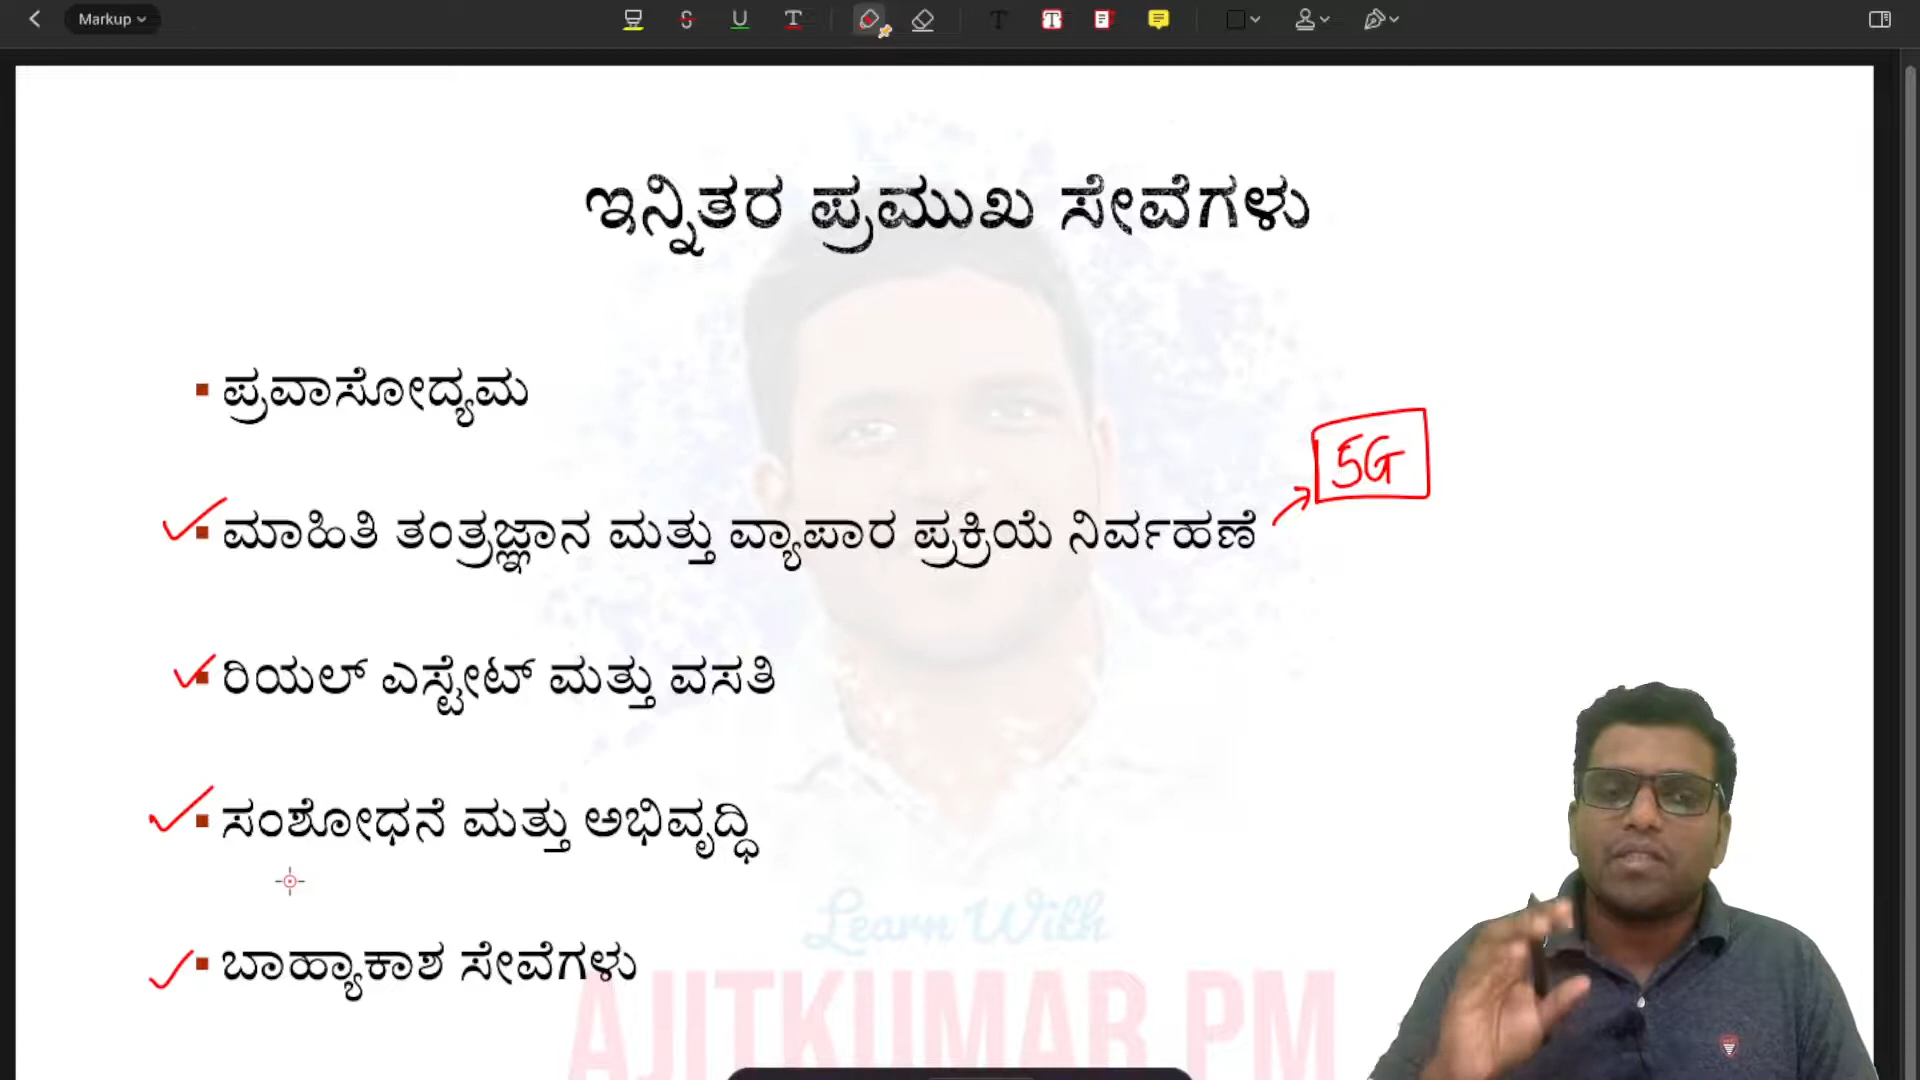 Markup
ಇನ್ನಿತರ ಪ್ರಮುಖ ಸೇವೆಗಳು
ಪ್ರವಾಸೋದ್ಯಮ
5G
ಮಾಹಿತಿ ತಂತ್ರಜ್ಞಾನ ಮತ್ತು ವ್ಯಾಪಾರ ಪ್ರಕ್ರಿಯೆ ನಿರ್ವಹಣೆ
ರಿಯಲ್ ಎಸ್ಟೇಟ್ ಮತ್ತು ವಸತಿ
ಸಂಶೋಧನೆ ಮತ್ತು ಅಭಿವೃದ್ಧಿ
Learn With
ಬಾಹ್ಯಾಕಾಶ ಸೇವೆಗಳು
AJITKUMAR PM